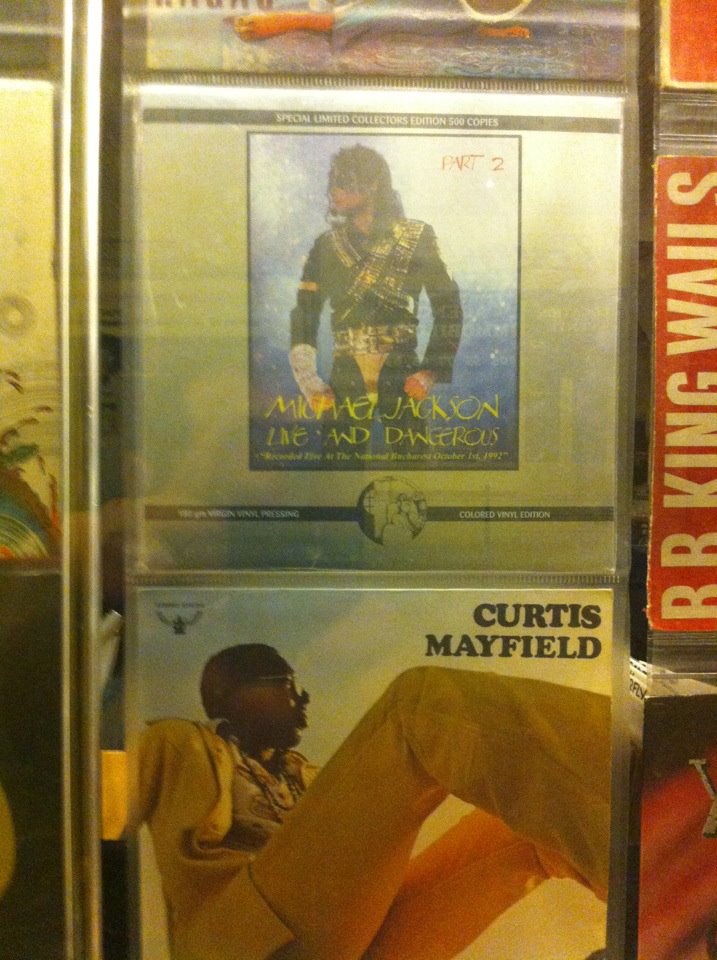 SPECIAL LIMITED COLLECTORS EDITION 500 COPIES
PART 2
MICHAEL JACKSON
LIVE AND DANGEROUS
"Recorded Live At The National Bucharest October 1st, 1992"
180 gm VIRGIN VINYL PRESSING
COLORED VINYL EDITION
CURTIS
MAYFIELD
B B KING WAILS